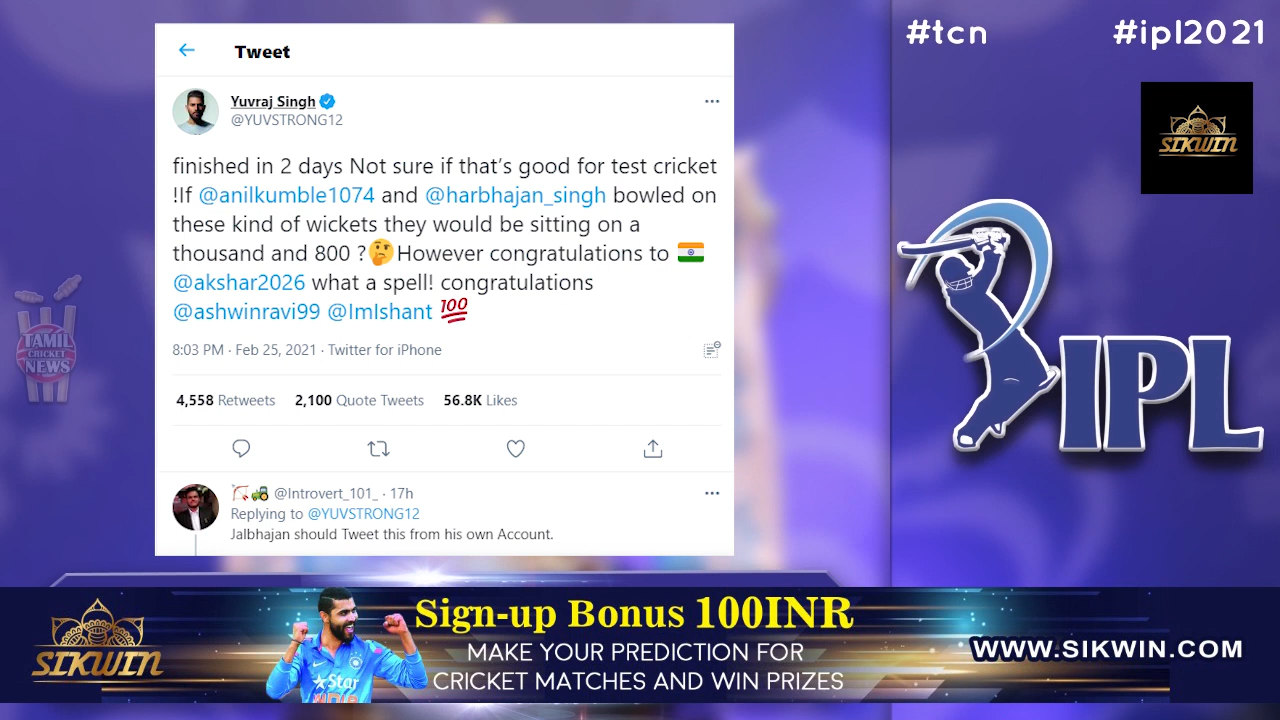 Tweet
Yuvraj Singh
@YUVSTRONG12
finished in 2 days Not sure if that's good for test cricket
!If @anilkumble1074 and @harbhajan_singh bowled on
these kind of wickets they would be sitting on a
thousand and 800 ?🤔However congratulations to 🇮🇳
@akshar2026 what a spell! congratulations
@ashwinravi99 @ImIshant 💯
8:03 PM · Feb 25, 2021 · Twitter for iPhone
4,558 Retweets 2,100 Quote Tweets 56.8K Likes
🏹🚜 @Introvert_101_ · 17h
Replying to @YUVSTRONG12
Jalbhajan should Tweet this from his own Account.
#tcn #ipl2021
SIKWIN
IPL
TAMIL
CRICKET
NEWS
SIKWIN
Sign-up Bonus 100INR
MAKE YOUR PREDICTION FOR
CRICKET MATCHES AND WIN PRIZES
WWW.SIKWIN.COM
Star
INDIA